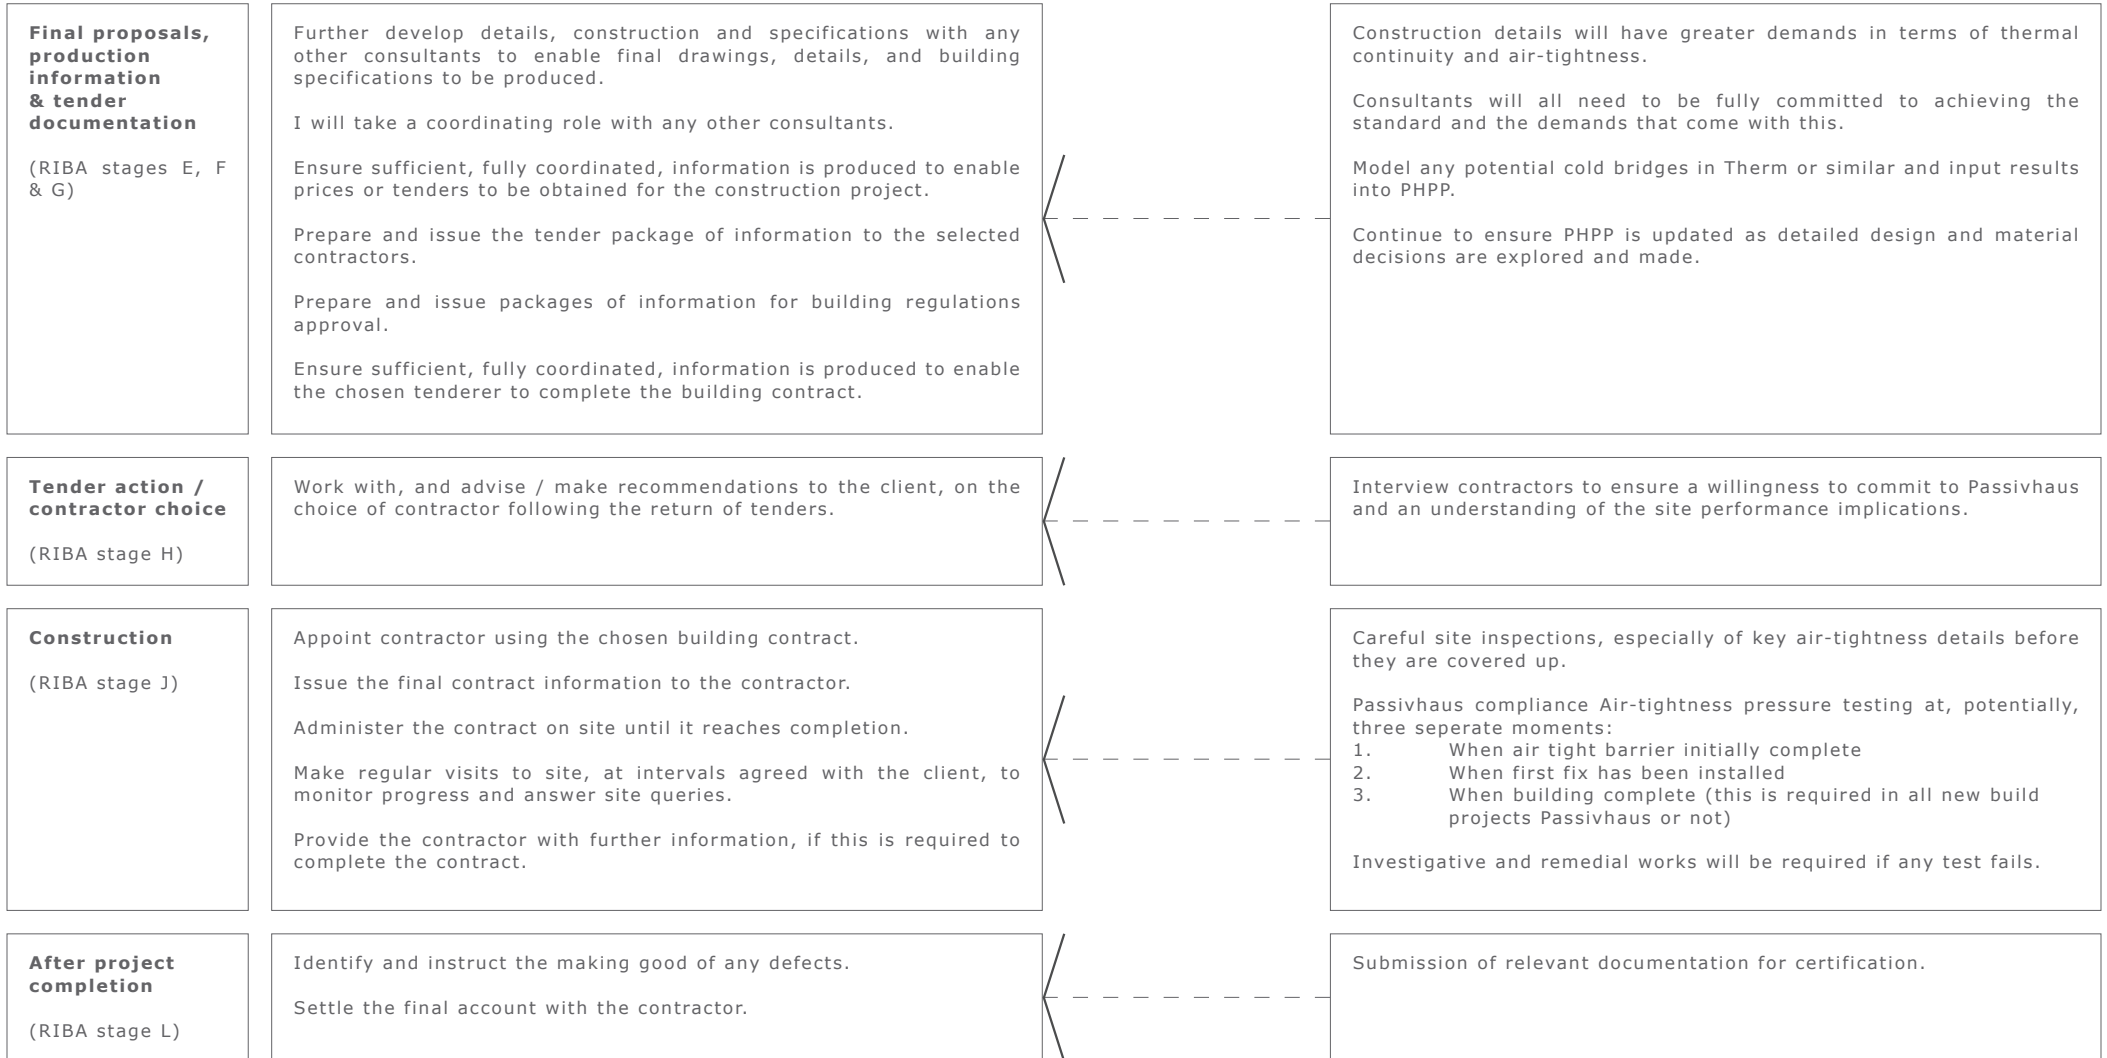 Final proposals,
production
information
& tender
documentation
(RIBA stages E, F
& G)
Further develop details, construction and specifications with any
other consultants to enable final drawings, details, and building
specifications to be produced.
I will take a coordinating role with any other consultants.
Ensure sufficient, fully coordinated, information is produced to enable
prices or tenders to be obtained for the construction project.
Prepare and issue the tender package of information to the selected
contractors.
Prepare and issue packages of information for building regulations
approval.
Ensure sufficient, fully coordinated, information is produced to enable
the chosen tenderer to complete the building contract.
Construction details will have greater demands in terms of thermal
continuity and air-tightness.
Consultants will all need to be fully committed to achieving the
standard and the demands that come with this.
Model any potential cold bridges in Therm or similar and input results
into PHPP.
Continue to ensure PHPP is updated as detailed design and material
decisions are explored and made.
Tender action /
contractor choice
(RIBA stage H)
Work with, and advise / make recommendations to the client, on the
choice of contractor following the return of tenders.
Interview contractors to ensure a willingness to commit to Passivhaus
and an understanding of the site performance implications.
Construction
(RIBA stage J)
Appoint contractor using the chosen building contract.
Issue the final contract information to the contractor.
Administer the contract on site until it reaches completion.
Make regular visits to site, at intervals agreed with the client, to
monitor progress and answer site queries.
Provide the contractor with further information, if this is required to
complete the contract.
Careful site inspections, especially of key air-tightness details before
they are covered up.
Passivhaus compliance Air-tightness pressure testing at, potentially,
three seperate moments:
1. When air tight barrier initially complete
2. When first fix has been installed
3. When building complete (this is required in all new build
projects Passivhaus or not)
Investigative and remedial works will be required if any test fails.
After project
completion
(RIBA stage L)
Identify and instruct the making good of any defects.
Settle the final account with the contractor.
Submission of relevant documentation for certification.